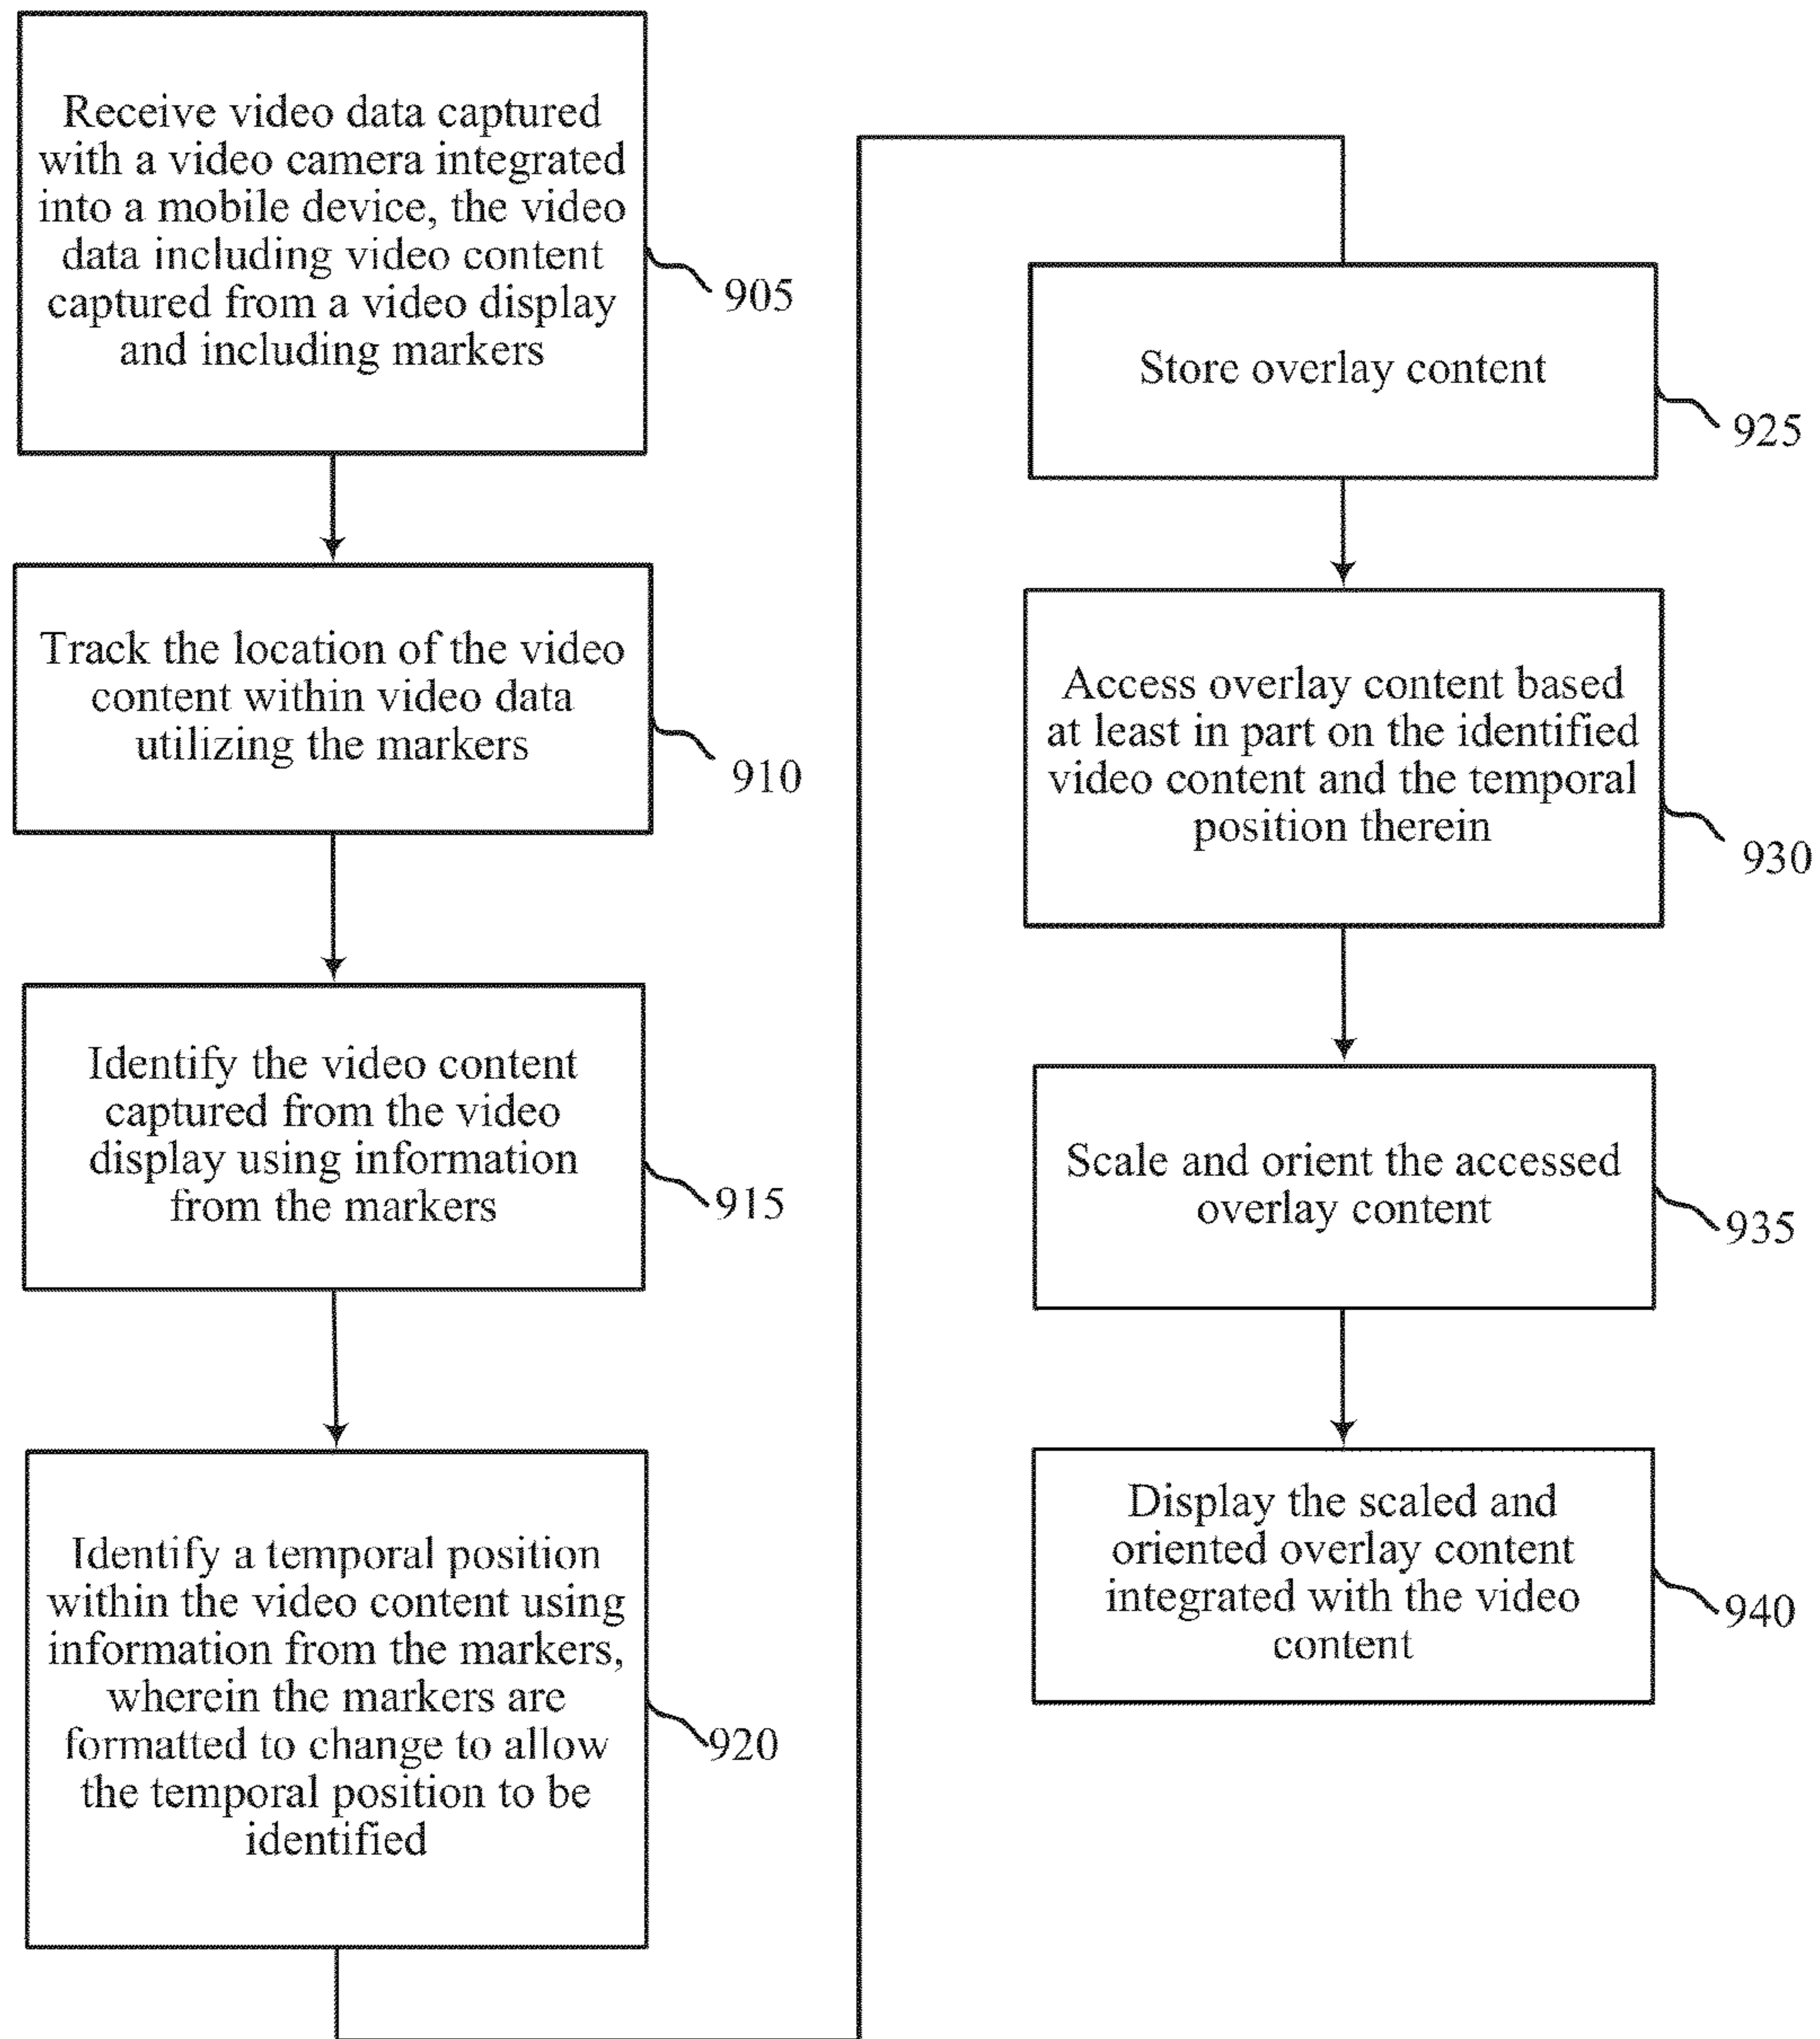 Receive video data captured
with a video camera integrated
into a mobile device, the video
data including video content
captured from a video display
and including markers
905
Track the location of the video
content within video data
utilizing the markers
910
Identify the video content
captured from the video
display using information
from the markers
915
Identify a temporal position
within the video content using
information from the markers,
wherein the markers are
formatted to change to allow
the temporal position to be
identified
920
Store overlay content
925
Access overlay content based
at least in part on the identified
video content and the temporal
position therein
930
Scale and orient the accessed
overlay content
935
Display the scaled and
oriented overlay content
integrated with the video
content
940